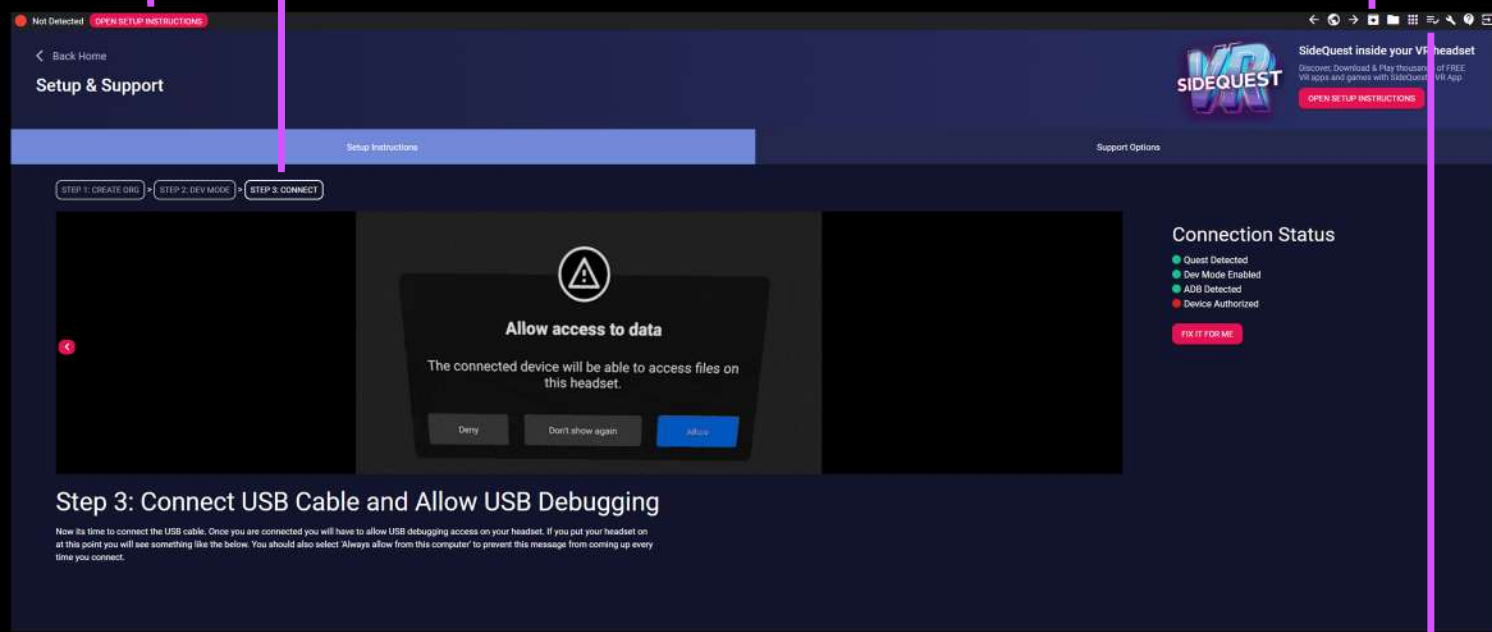 Not Detected OPEN SETUP INSTRUCTIONS
Back Home
Setup & Support
SIDEQUEST VR
SideQuest inside your VR headset
Discover, Download & Play thousands of FREE
VR apps and games with SideQuest VR App
OPEN SETUP INSTRUCTIONS
Setup Instructions
Support Options
STEP 1: CREATE ORG > STEP 2: DEV MODE > STEP 3: CONNECT
Allow access to data
The connected device will be able to access files on
this headset.
Deny
Don't show again
Allow
Connection Status
Quest Detected
Dev Mode Enabled
ADB Detected
Device Authorized
FIX IT FOR ME
Step 3: Connect USB Cable and Allow USB Debugging
Now its time to connect the USB cable. Once you are connected you will have to allow USB debugging access on your headset. If you put your headset on
at this point you will see something like the below. You should also select 'Always allow from this computer' to prevent this message from coming up every
time you connect.